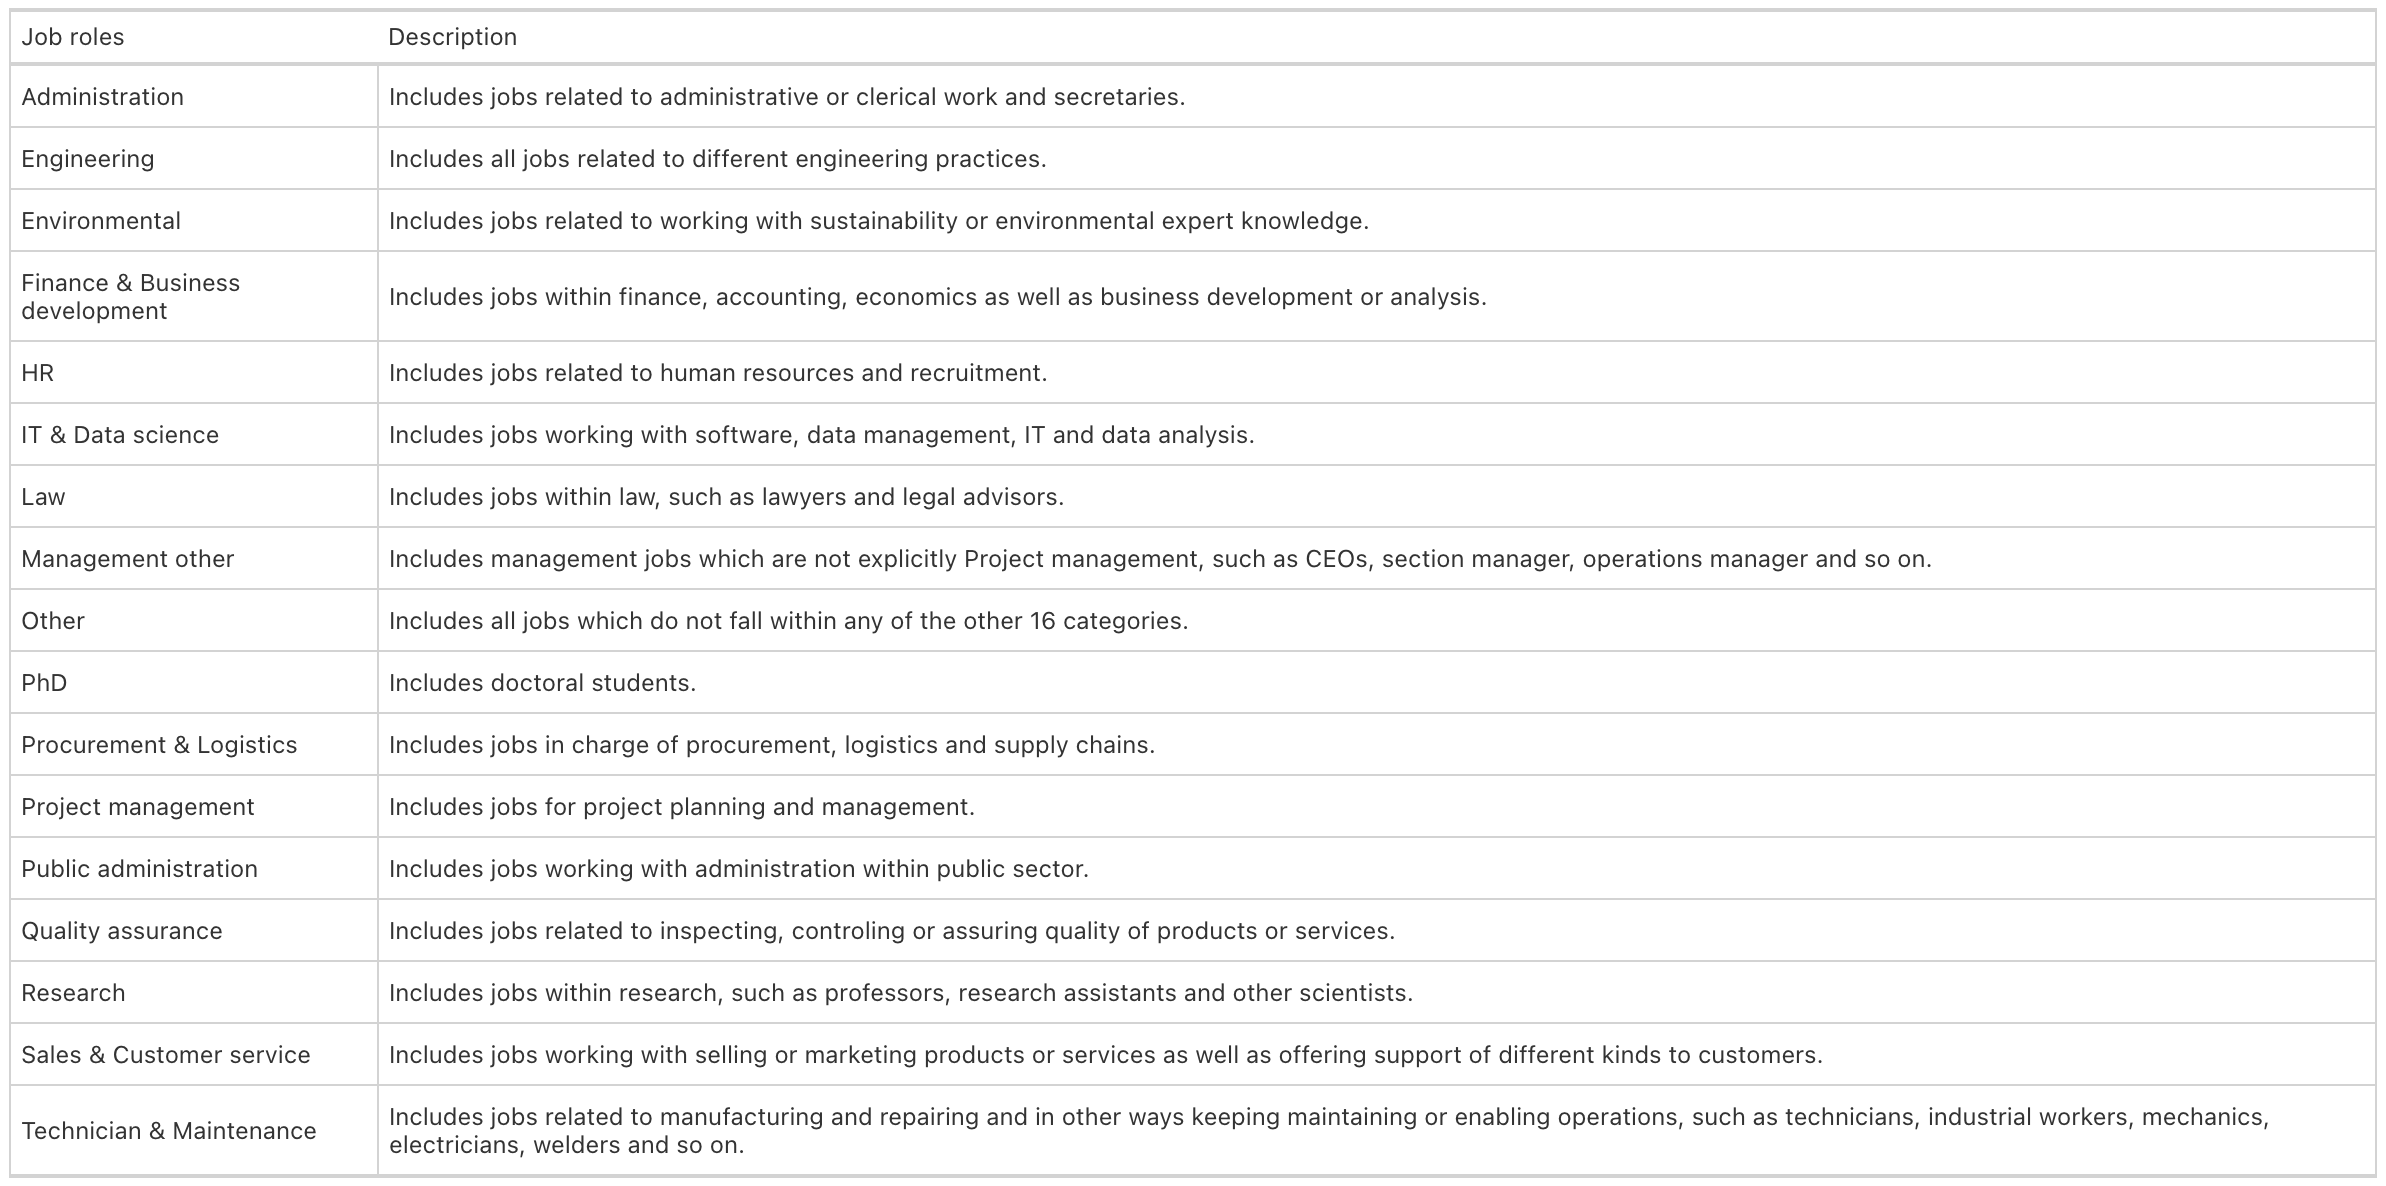 Job roles Description
Administration Includes jobs related to administrative or clerical work and secretaries.
Engineering Includes all jobs related to different engineering practices.
Environmental Includes jobs related to working with sustainability or environmental expert knowledge.
Finance & Business
development
Includes jobs within finance, accounting, economics as well as business development or analysis.
HR Includes jobs related to human resources and recruitment.
IT & Data science Includes jobs working with software, data management, IT and data analysis.
Law Includes jobs within law, such as lawyers and legal advisors.
Management other Includes management jobs which are not explicitly Project management, such as CEOs, section manager, operations manager and so on.
Other Includes all jobs which do not fall within any of the other 16 categories.
PhD Includes doctoral students.
Procurement & Logistics Includes jobs in charge of procurement, logistics and supply chains.
Project management Includes jobs for project planning and management.
Public administration Includes jobs working with administration within public sector.
Quality assurance Includes jobs related to inspecting, controling or assuring quality of products or services.
Research Includes jobs within research, such as professors, research assistants and other scientists.
Sales & Customer service Includes jobs working with selling or marketing products or services as well as offering support of different kinds to customers.
Technician & Maintenance
Includes jobs related to manufacturing and repairing and in other ways keeping maintaining or enabling operations, such as technicians, industrial workers, mechanics,
electricians, welders and so on.